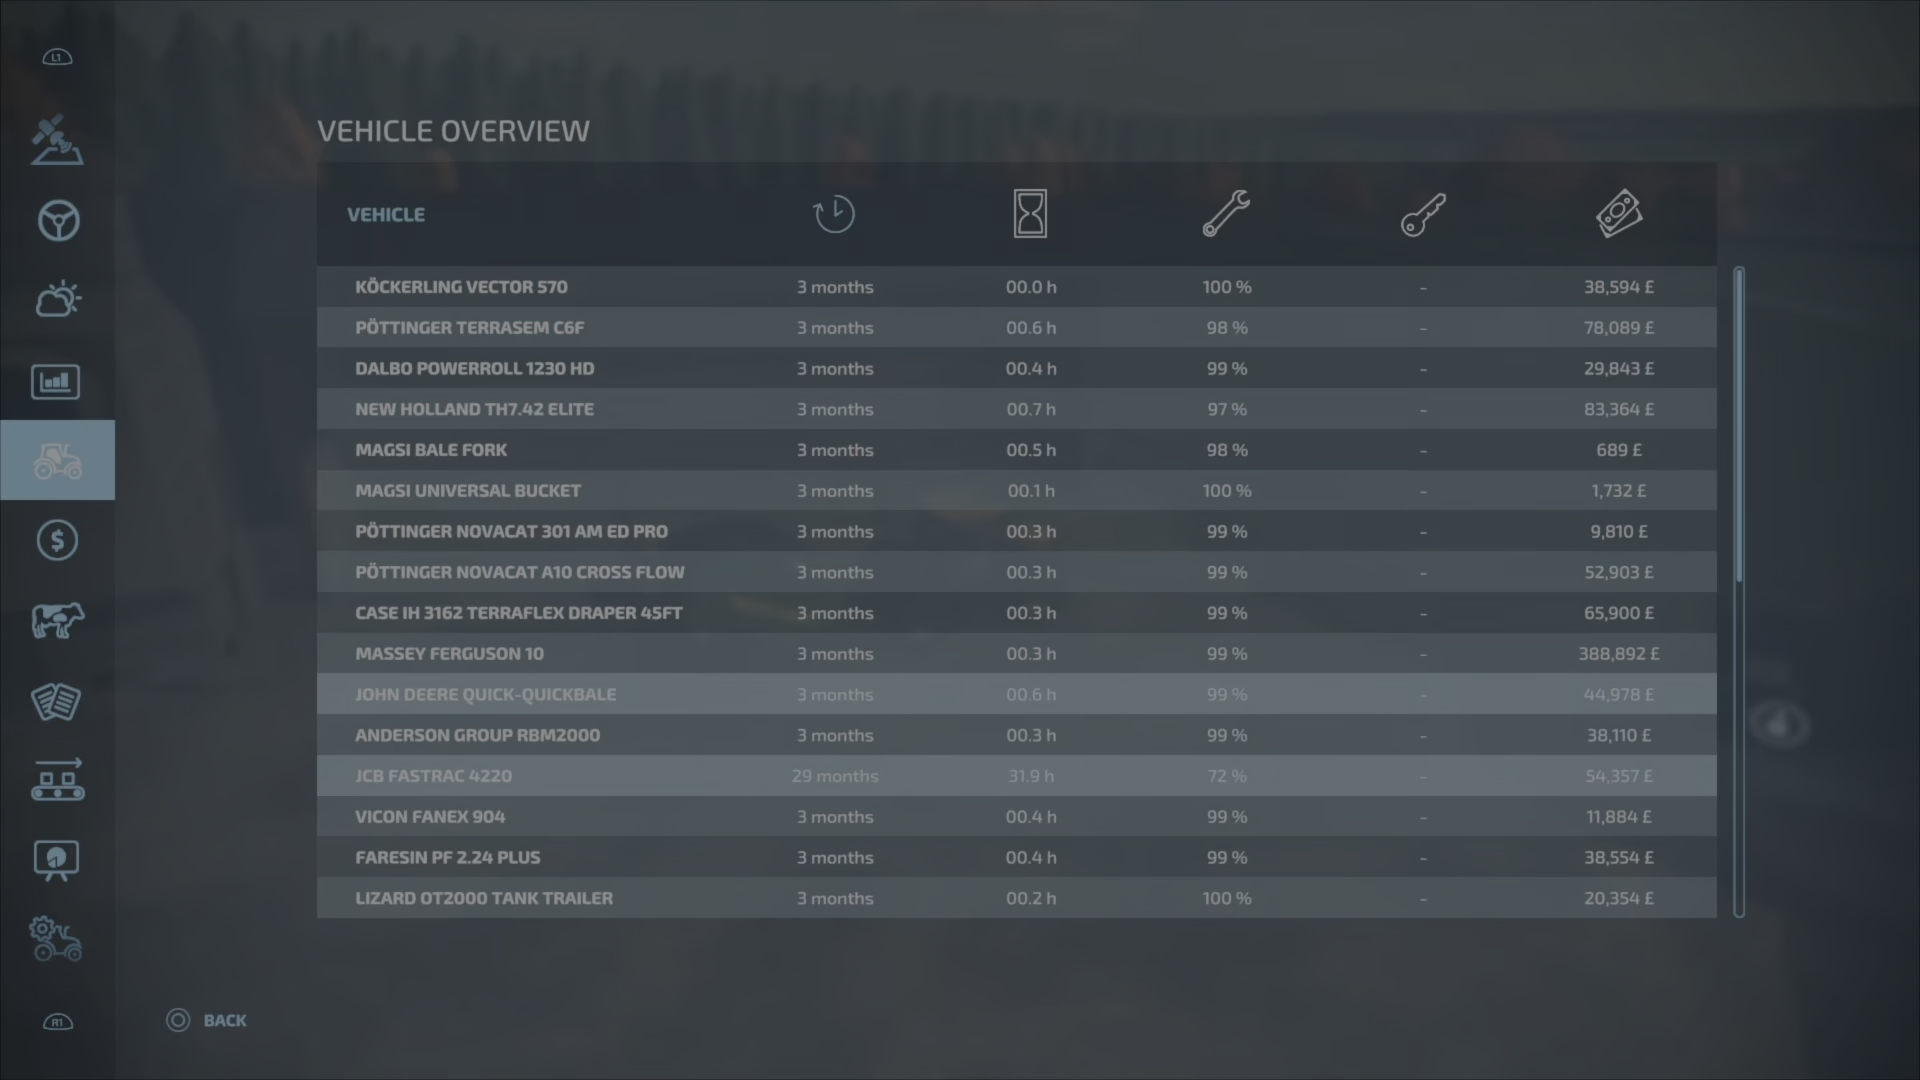 L1
VEHICLE OVERVIEW
VEHICLE
KÖCKERLING VECTOR 570 3 months 00.0 h 100 % - 38,594 £
PÖTTINGER TERRASEM C6F 3 months 00.6 h 98 % - 78,089 £
DALBO POWERROLL 1230 HD 3 months 00.4 h 99 % - 29,843 £
NEW HOLLAND TH7.42 ELITE 3 months 00.7 h 97 % - 83,364 £
MAGSI BALE FORK 3 months 00.5 h 98 % - 689 £
MAGSI UNIVERSAL BUCKET 3 months 00.1 h 100 % - 1,732 £
PÖTTINGER NOVACAT 301 AM ED PRO 3 months 00.3 h 99 % - 9,810 £
PÖTTINGER NOVACAT A10 CROSS FLOW 3 months 00.3 h 99 % - 52,903 £
CASE IH 3162 TERRAFLEX DRAPER 45FT 3 months 00.3 h 99 % - 65,900 £
MASSEY FERGUSON 10 3 months 00.3 h 99 % - 388,892 £
JOHN DEERE QUICK-QUICKBALE 3 months 00.6 h 99 % - 44,978 £
ANDERSON GROUP RBM2000 3 months 00.3 h 99 % - 38,110 £
JCB FASTRAC 4220 29 months 31.9 h 72 % - 54,357 £
VICON FANEX 904 3 months 00.4 h 99 % - 11,884 £
FARESIN PF 2.24 PLUS 3 months 00.4 h 99 % - 38,554 £
LIZARD OT2000 TANK TRAILER 3 months 00.2 h 100 % - 20,354 £
R1
BACK